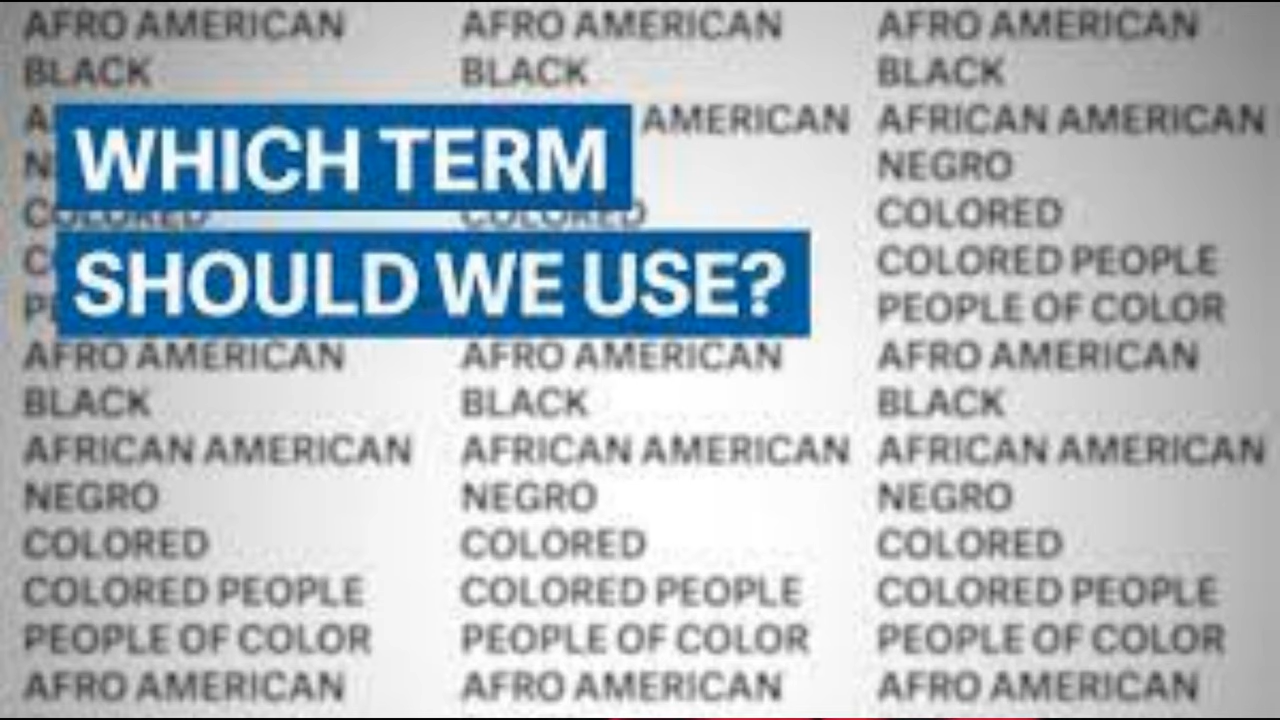 WHICH TERM
SHOULD WE USE?
AFRO AMERICAN
BLACK
COLORED
AFRO AMERICAN
BLACK
AFRICAN AMERICAN
NEGRO
COLORED
COLORED PEOPLE
PEOPLE OF COLOR
AFRO AMERICAN
AFRO AMERICAN
BLACK
AMERICAN
COLORED
AFRO AMERICAN
BLACK
AFRICAN AMERICAN
NEGRO
COLORED
COLORED PEOPLE
PEOPLE OF COLOR
AFRO AMERICAN
AFRO AMERICAN
BLACK
AFRICAN AMERICAN
NEGRO
COLORED
COLORED PEOPLE
PEOPLE OF COLOR
AFRO AMERICAN
BLACK
AFRICAN AMERICAN
NEGRO
COLORED
COLORED PEOPLE
PEOPLE OF COLOR
AFRO AMERICAN